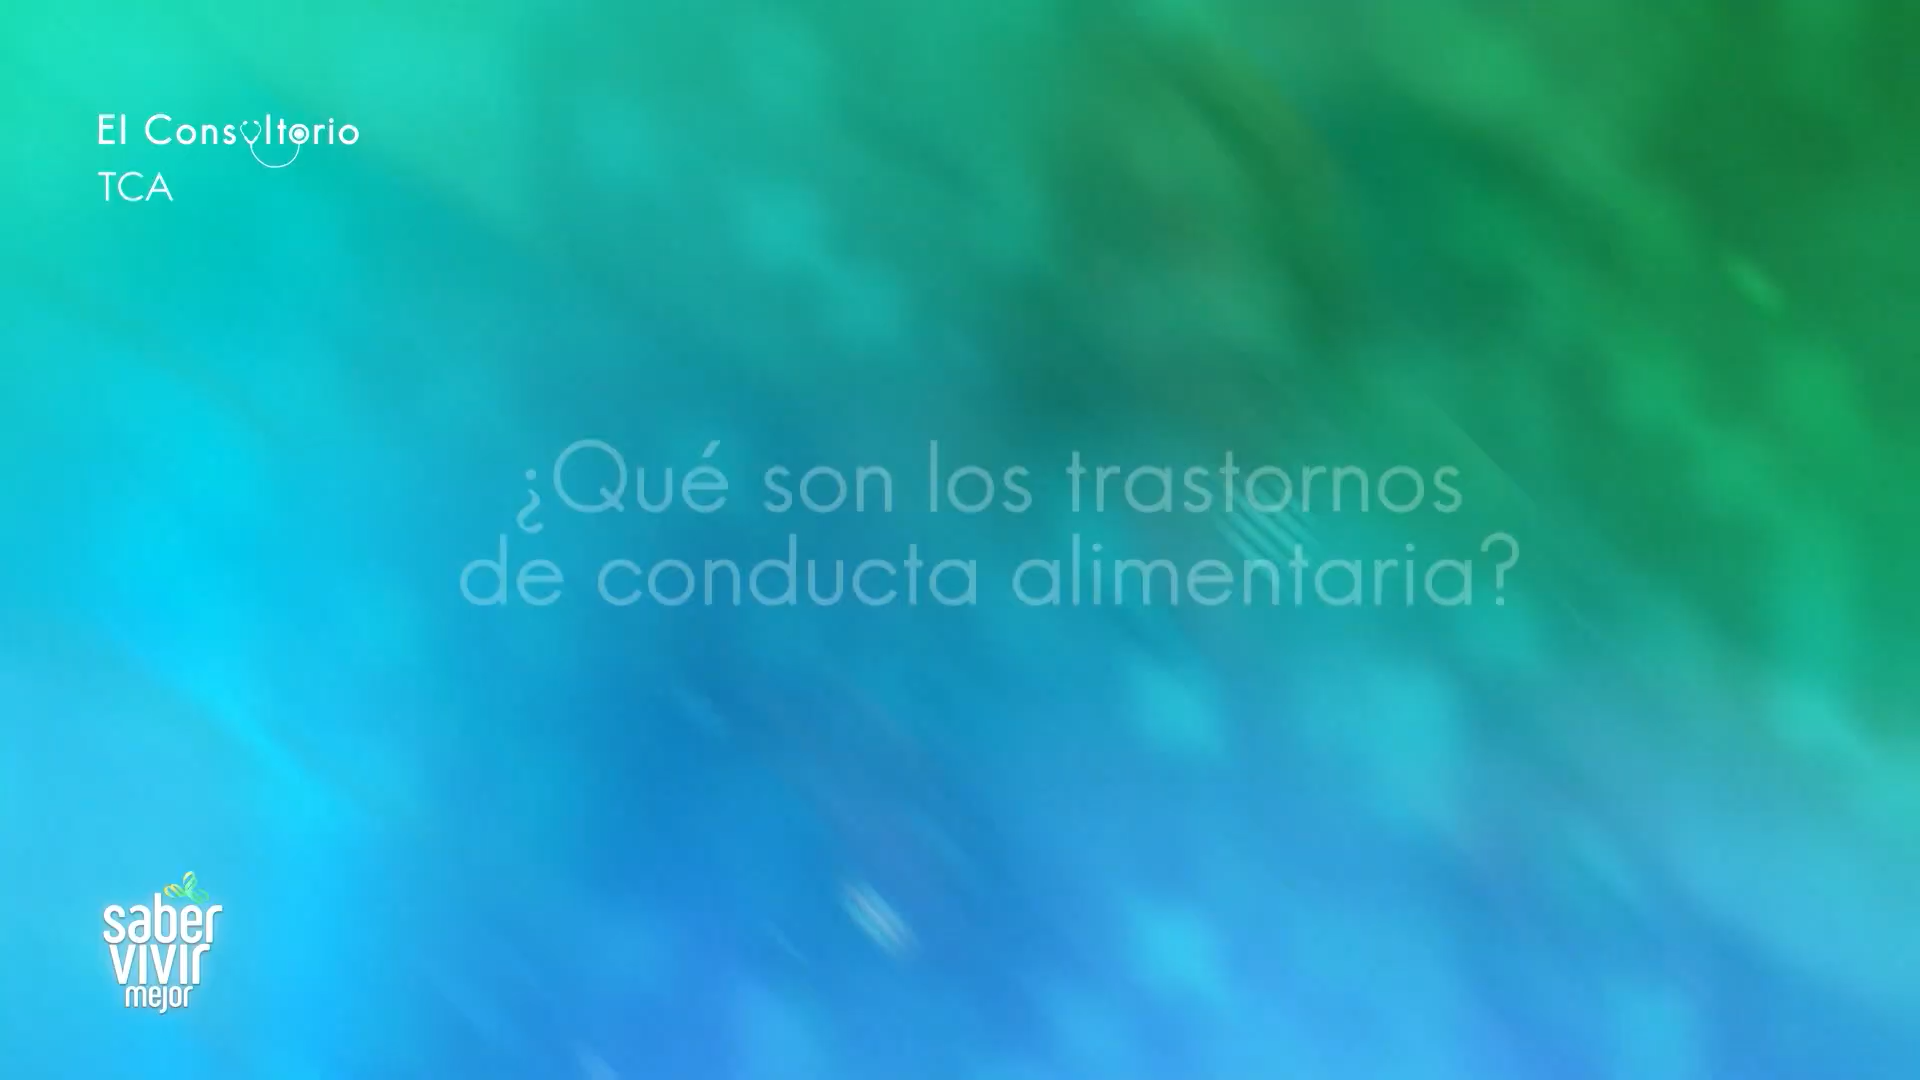 El Consultorio
TCA
¿Qué son los trastornos
de conducta alimentaria?
saber
vivir
mejor